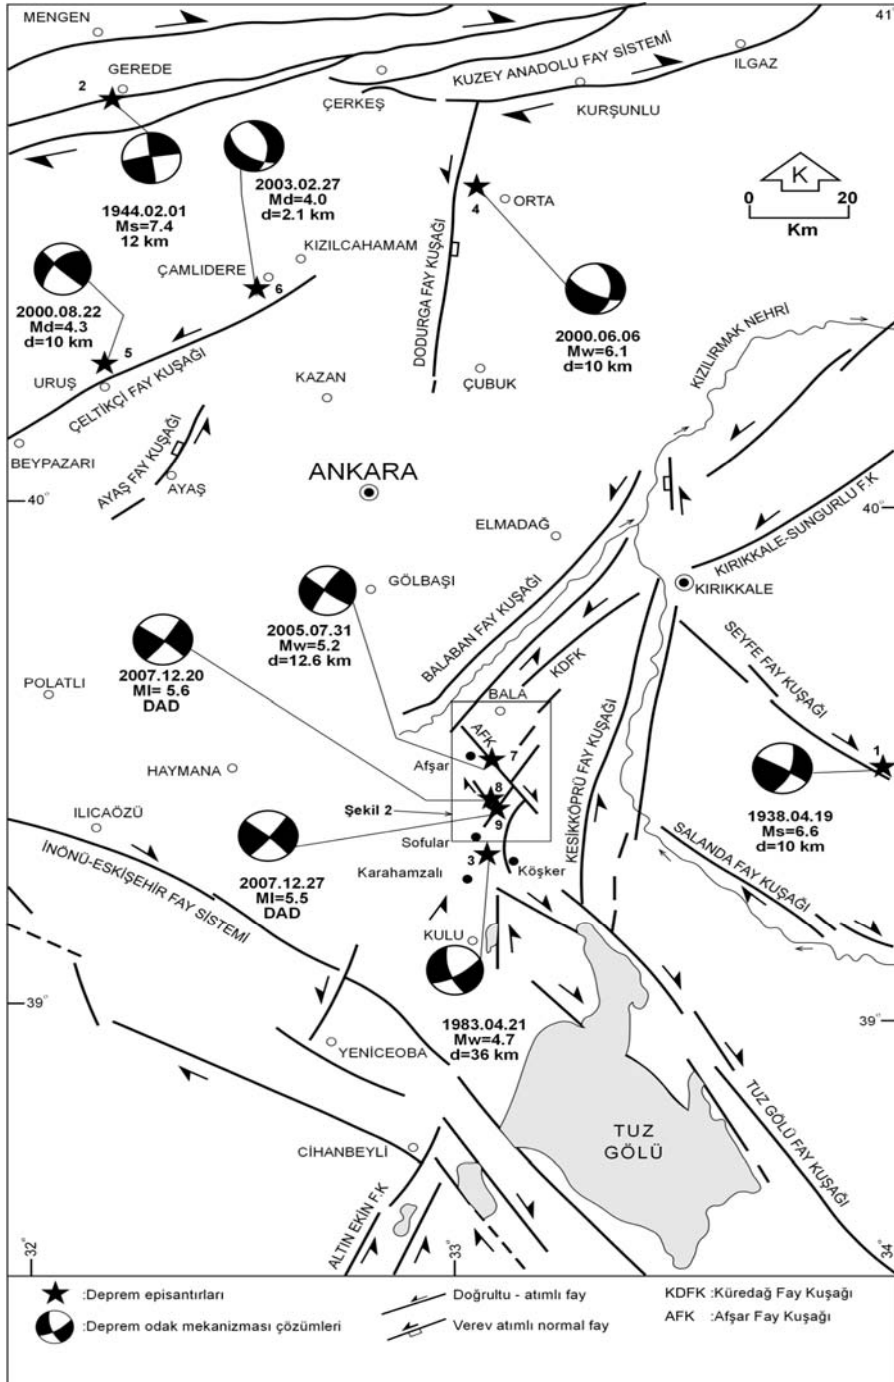 MENGEN
41°
GEREDE
2
ÇERKEŞ
KUZEY ANADOLU FAY SİSTEMİ
ILGAZ
KURŞUNLU
1944.02.01
Ms=7.4
12 km
2003.02.27
Md=4.0
d=2.1 km
4
ORTA
K
0 20
Km
KIZILCAHAMAM
ÇAMLIDERE
6
DODURGA FAY KUŞAĞI
2000.08.22
Md=4.3
d=10 km
2000.06.06
Mw=6.1
d=10 km
5
URUŞ
ÇELTİKÇİ FAY KUŞAĞI
KAZAN
ÇUBUK
KIZILIRMAK NEHRİ
BEYPAZARI
AYAŞ FAY KUŞAĞI
AYAŞ
ANKARA
40°
40°
ELMADAĞ
KIRIKKALE-SUNGURLU F.K
GÖLBAŞI
KIRIKKALE
2005.07.31
Mw=5.2
d=12.6 km
BALABAN FAY KUŞAĞI
KDFK
SEYFE FAY KUŞAĞI
2007.12.20
Ml= 5.6
DAD
POLATLI
BALA
AFK
7
Afşar
KESİKKÖPRÜ FAY KUŞAĞI
1
HAYMANA
8
Şekil 2
9
1938.04.19
Ms=6.6
d=10 km
ILICAÖZÜ
Sofular
3
Köşker
Karahamzalı
SALANDA FAY KUŞAĞI
İNÖNÜ-ESKİŞEHİR FAY SİSTEMİ
2007.12.27
Ml=5.5
DAD
KULU
39°
39°
1983.04.21
Mw=4.7
d=36 km
YENİCEOBA
TUZ
GÖLÜ
TUZ GÖLÜ FAY KUŞAĞI
CİHANBEYLİ
ALTIN EKİN F.K
32°
33°
34°
:Deprem episantırları
Doğrultu - atımlı fay
KDFK :Küredağ Fay Kuşağı
:Deprem odak mekanizması çözümleri
Verev atımlı normal fay
AFK :Afşar Fay Kuşağı